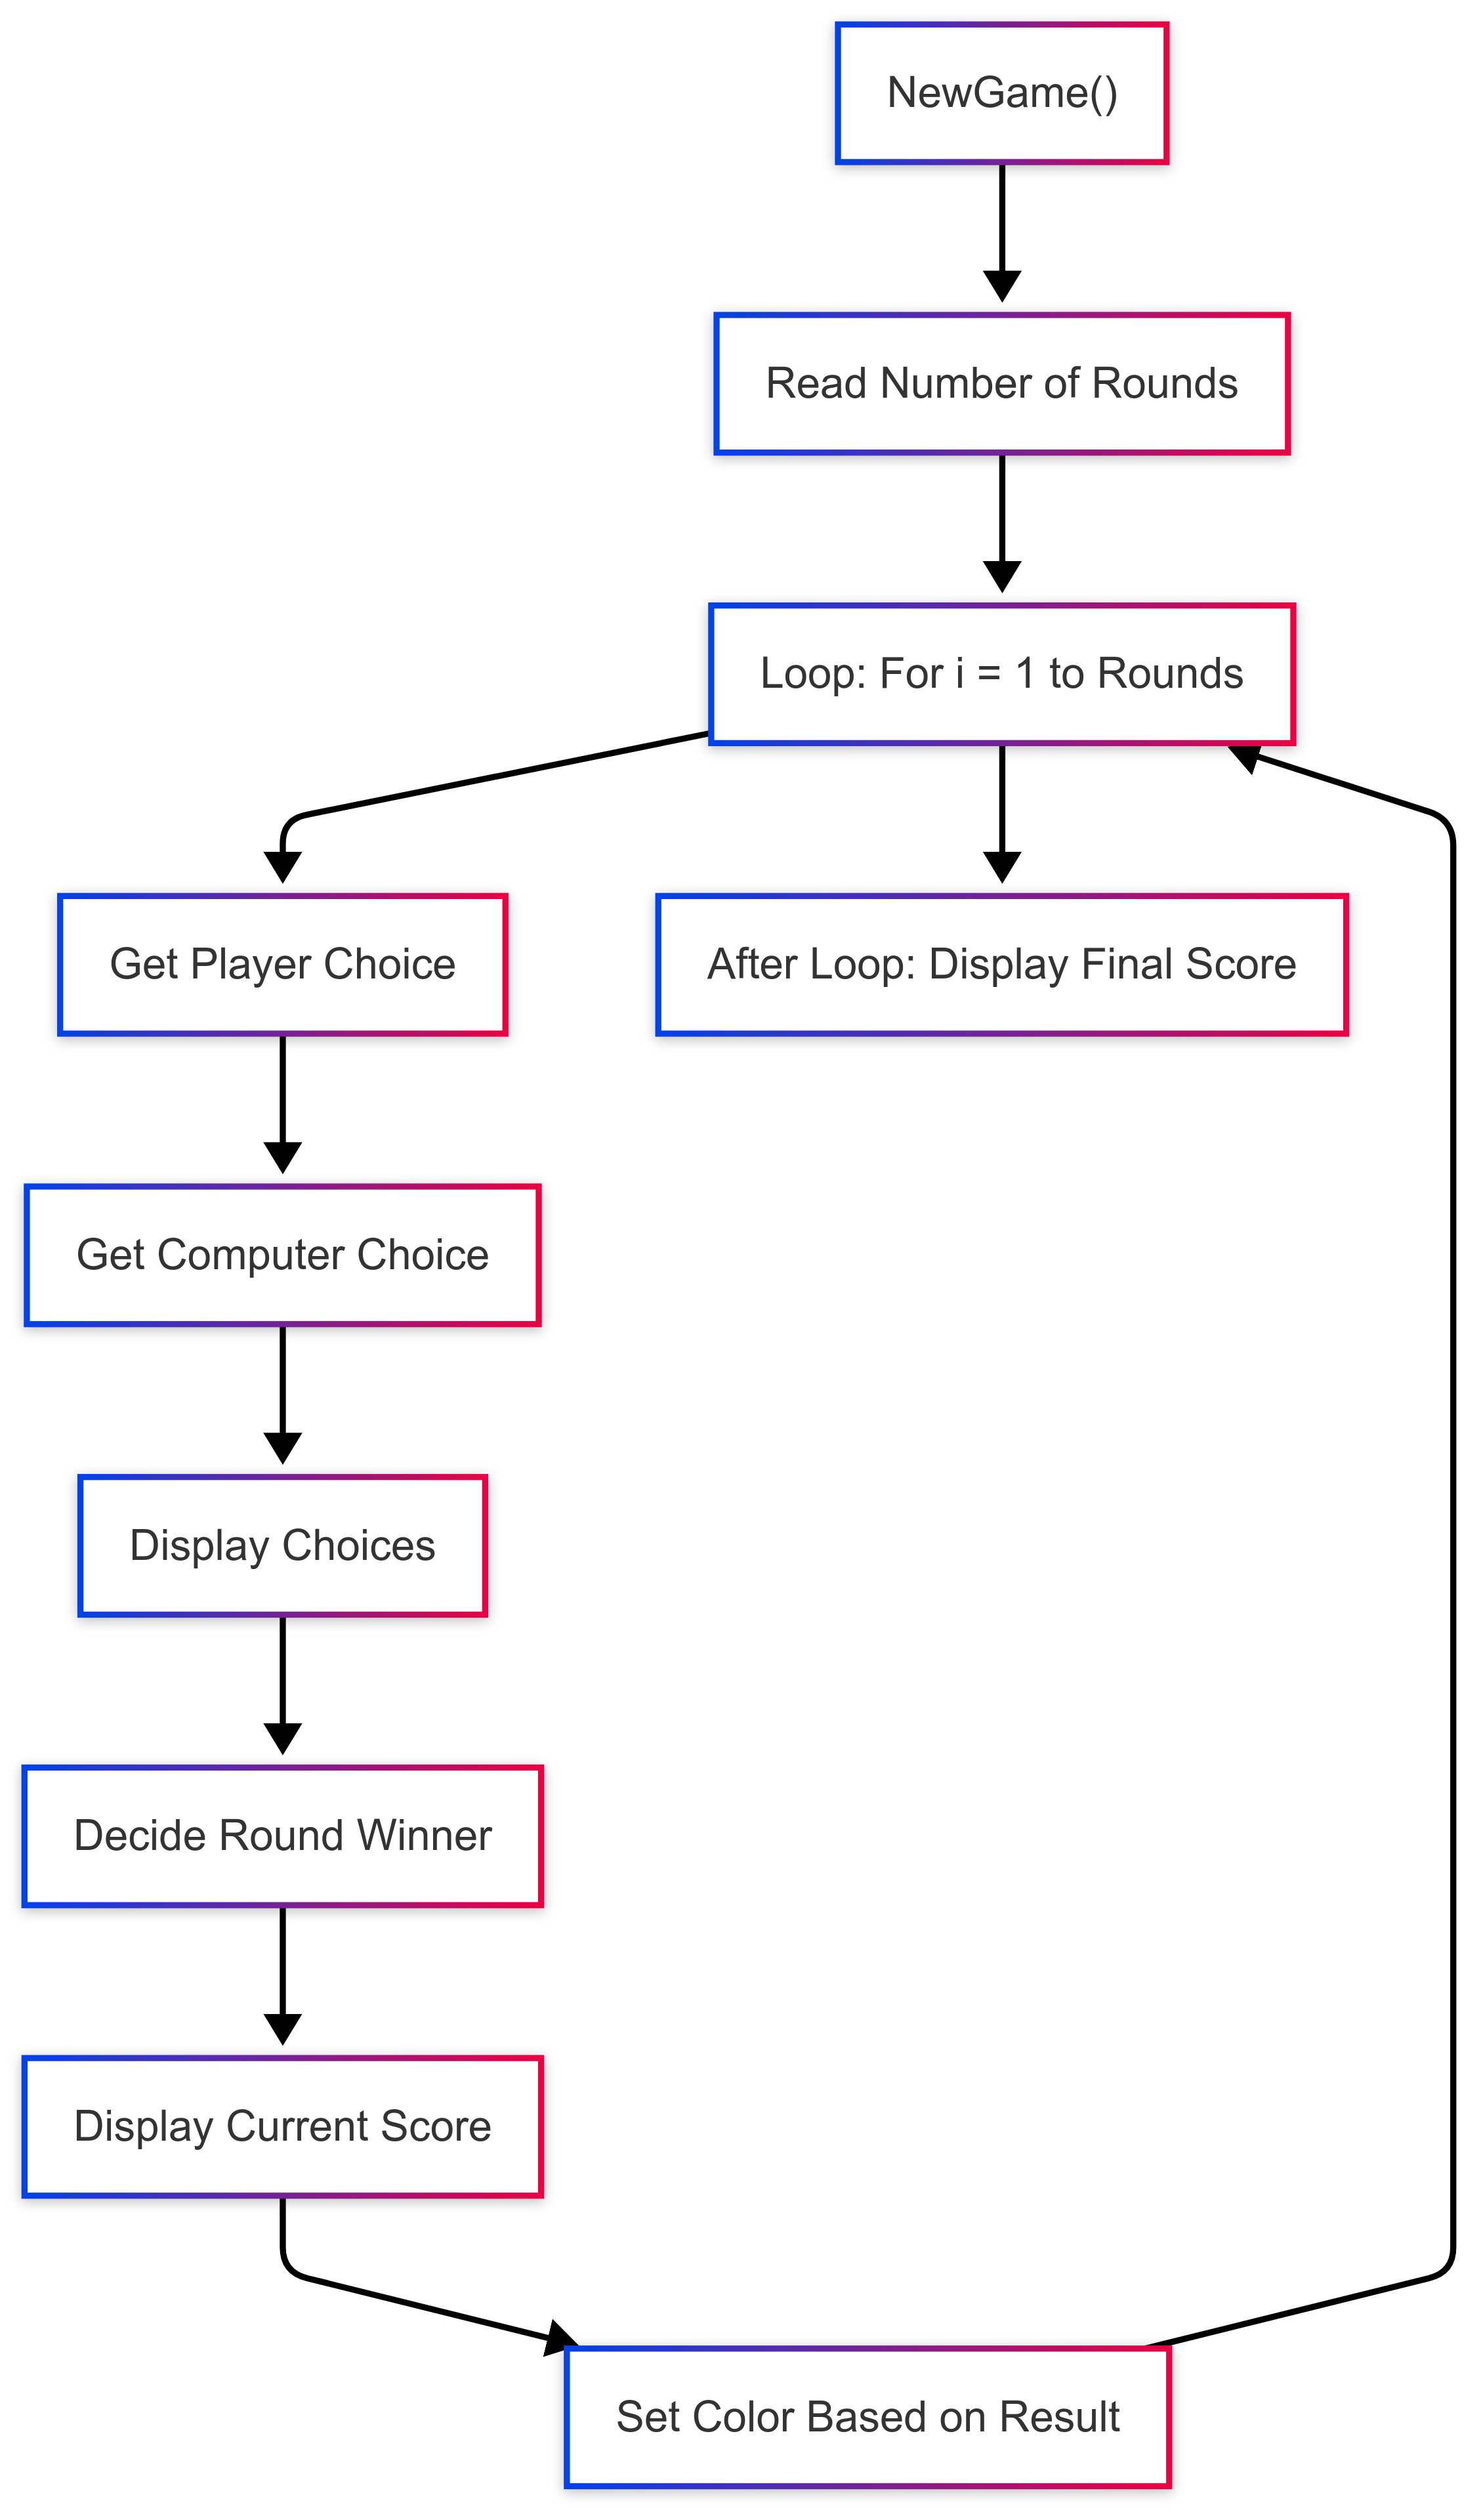 NewGame()
Read Number of Rounds
Loop: For i = 1 to Rounds
Get Player Choice
After Loop: Display Final Score
Get Computer Choice
Display Choices
Decide Round Winner
Display Current Score
Set Color Based on Result